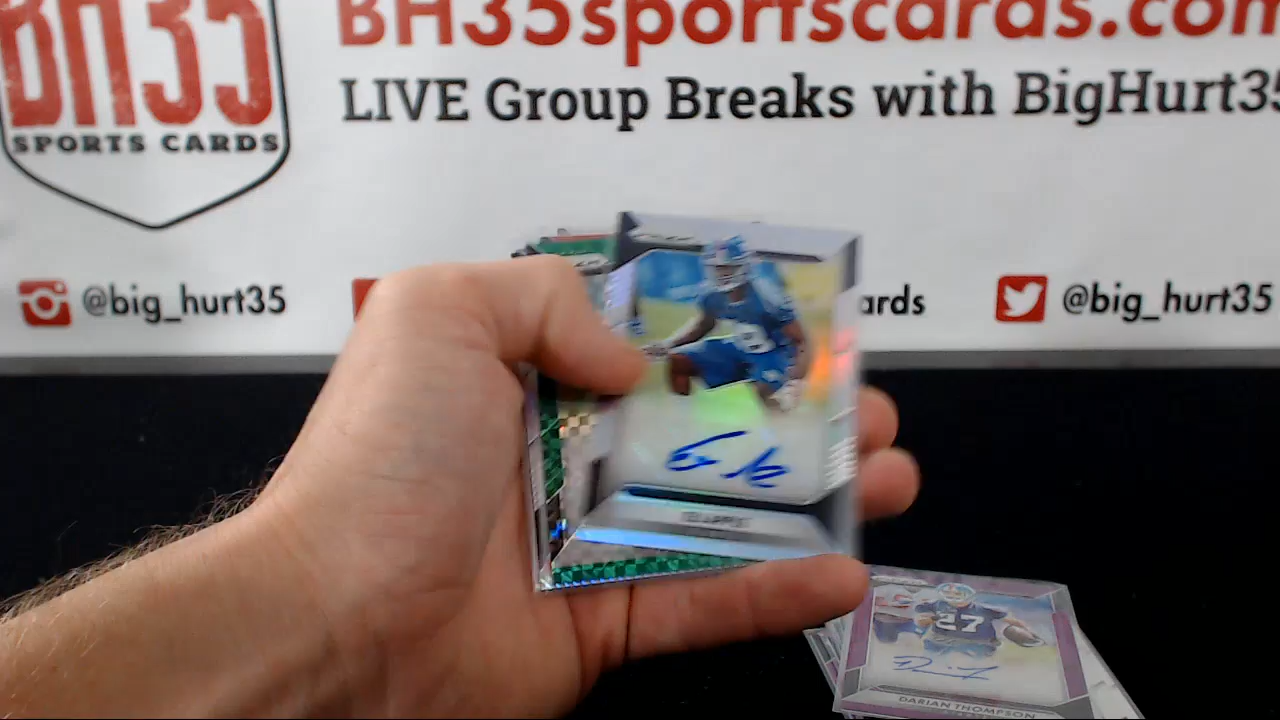 BH35
SPORTS CARDS
BH35sportscards.com
LIVE Group Breaks with BigHurt35
@big_hurt35
ards
@big_hurt35
27
DARIAN THOMPSON